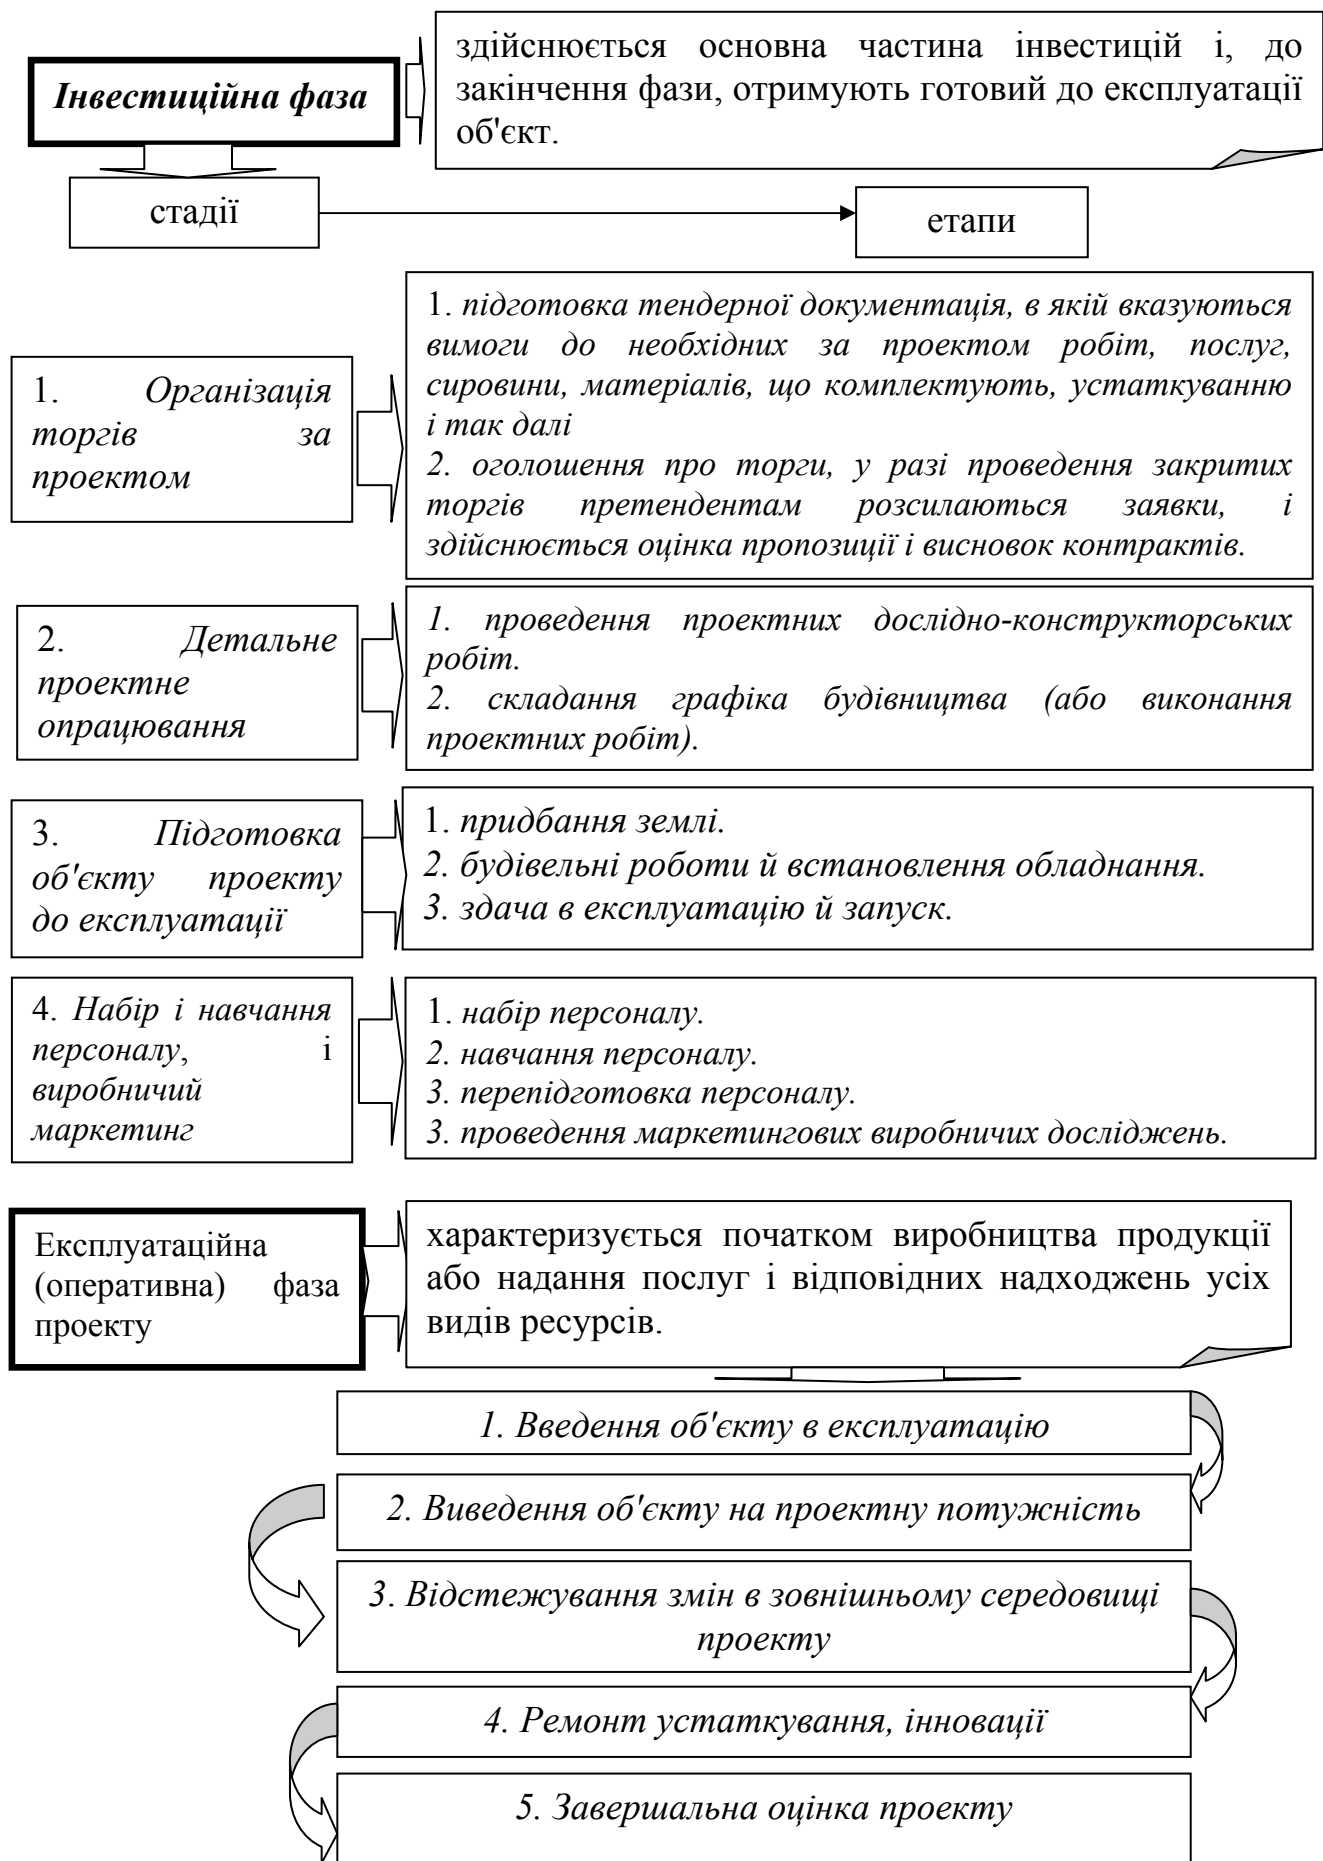 Інвестиційна фаза
здійснюється основна частина інвестицій і, до
закінчення фази, отримують готовий до експлуатації
об'єкт.
стадії
етапи
1. Організація
торгів за
проектом
1. підготовка тендерної документація, в якій вказуються
вимоги до необхідних за проектом робіт, послуг,
сировини, матеріалів, що комплектують, устаткуванню
і так далі
2. оголошення про торги, у разі проведення закритих
торгів претендентам розсилаються заявки, і
здійснюється оцінка пропозиції і висновок контрактів.
2. Детальне
проектне
опрацювання
1. проведення проектних дослідно-конструкторських
робіт.
2. складання графіка будівництва (або виконання
проектних робіт).
3. Підготовка
об'єкту проекту
до експлуатації
1. придбання землі.
2. будівельні роботи й встановлення обладнання.
3. здача в експлуатацію й запуск.
4. Набір і навчання
персоналу, і
виробничий
маркетинг
1. набір персоналу.
2. навчання персоналу.
3. перепідготовка персоналу.
3. проведення маркетингових виробничих досліджень.
Експлуатаційна
(оперативна) фаза
проекту
характеризується початком виробництва продукції
або надання послуг і відповідних надходжень усіх
видів ресурсів.
1. Введення об'єкту в експлуатацію
2. Виведення об'єкту на проектну потужність
3. Відстежування змін в зовнішньому середовищі
проекту
4. Ремонт устаткування, інновації
5. Завершальна оцінка проекту